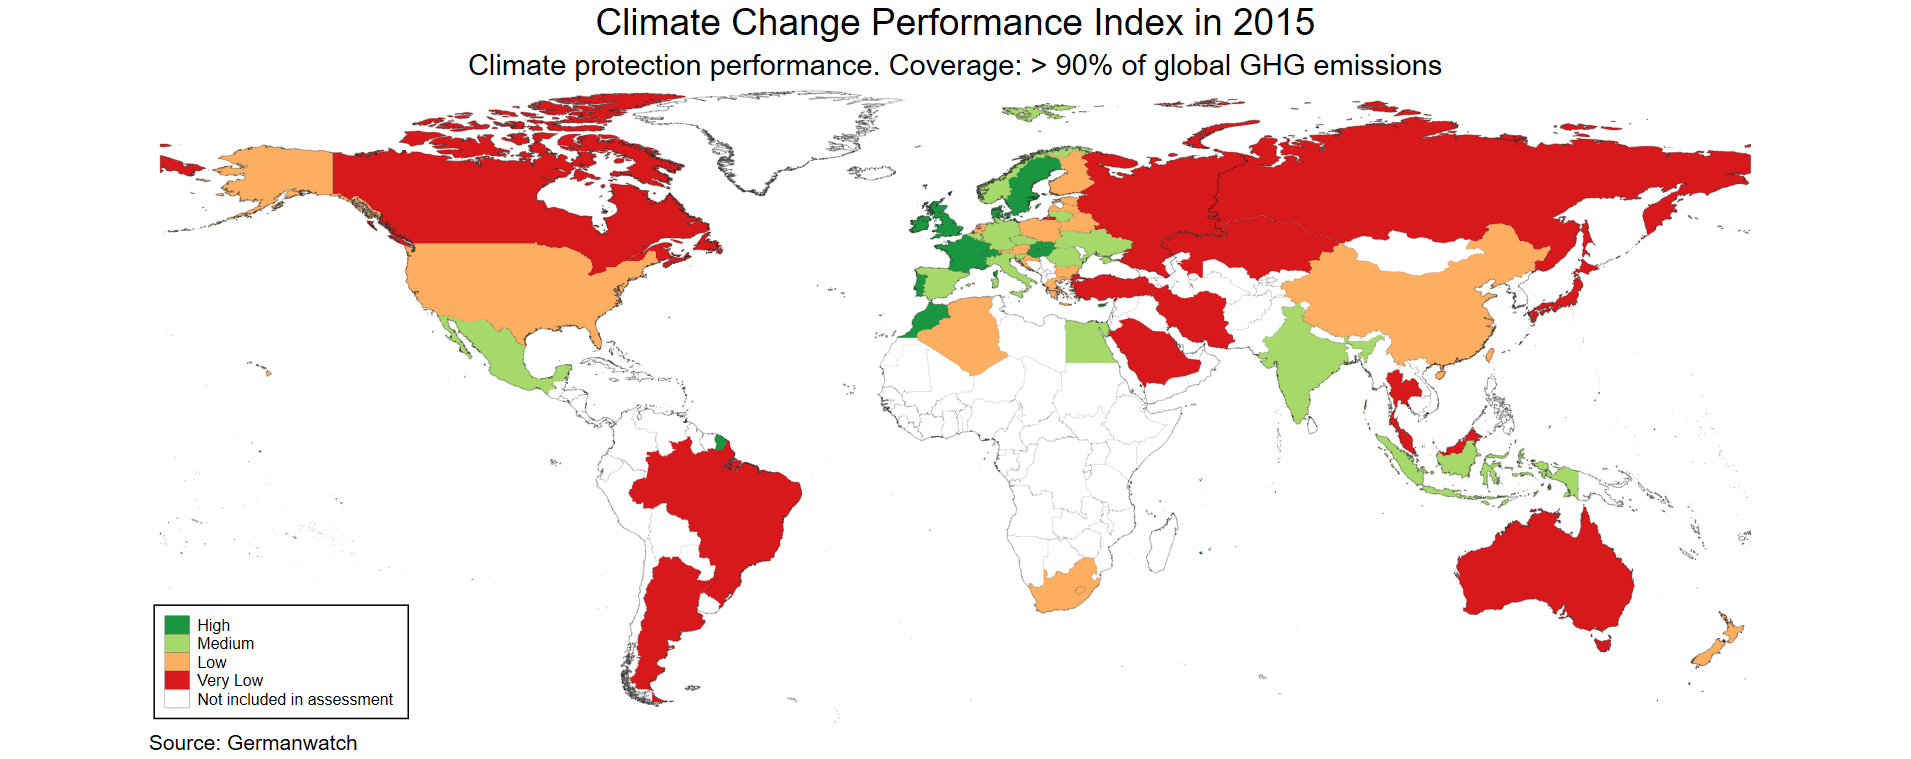 Climate Change Performance Index in 2015
Climate protection performance. Coverage: > 90% of global GHG emissions
High
Medium
Low
Very Low
Not included in assessment
Source: Germanwatch